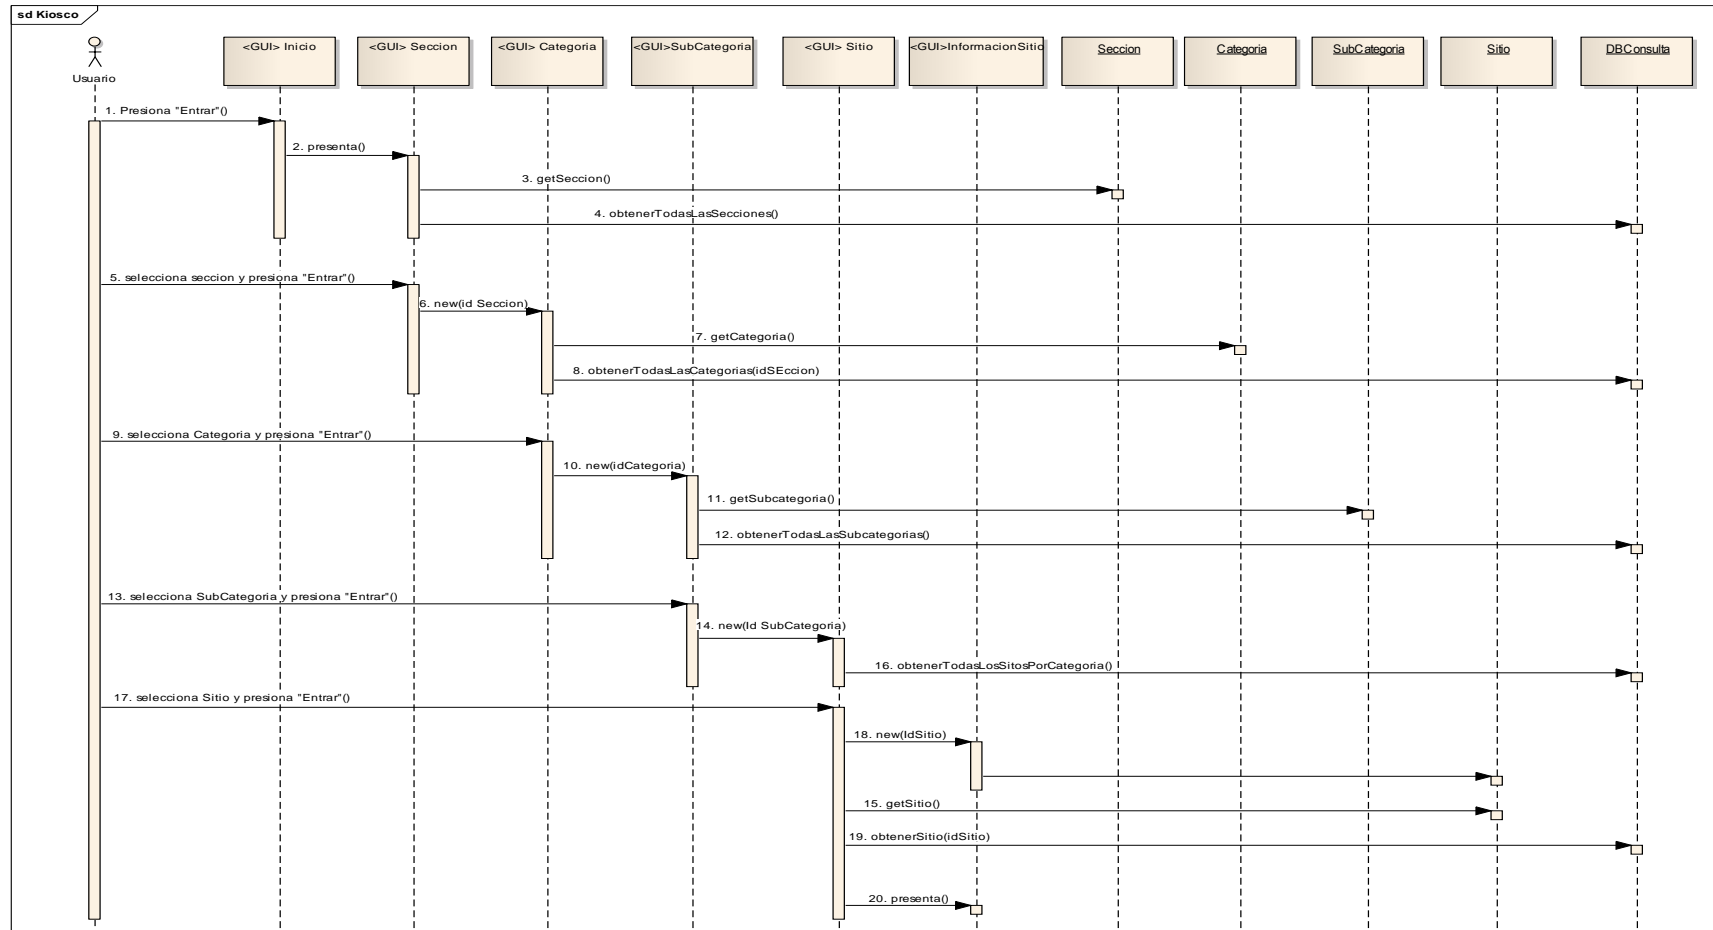 sd Kiosco
Usuario
<GUI> Inicio
<GUI> Seccion
<GUI> Categoria
<GUI>SubCategoria
<GUI> Sitio
<GUI>InformacionSitio
Seccion
Categoria
SubCategoria
Sitio
DBConsulta
1. Presiona "Entrar"()
2. presenta()
3. getSeccion()
4. obtenerTodasLasSecciones()
5. selecciona seccion y presiona "Entrar"()
6. new(id Seccion)
7. getCategoria()
8. obtenerTodasLasCategorias(idSEccion)
9. selecciona Categoria y presiona "Entrar"()
10. new(idCategoria)
11. getSubcategoria()
12. obtenerTodasLasSubcategorias()
13. selecciona SubCategoria y presiona "Entrar"()
14. new(Id SubCategoria)
16. obtenerTodasLosSitosPorCategoria()
17. selecciona Sitio y presiona "Entrar"()
18. new(IdSitio)
15. getSitio()
19. obtenerSitio(idSitio)
20. presenta()